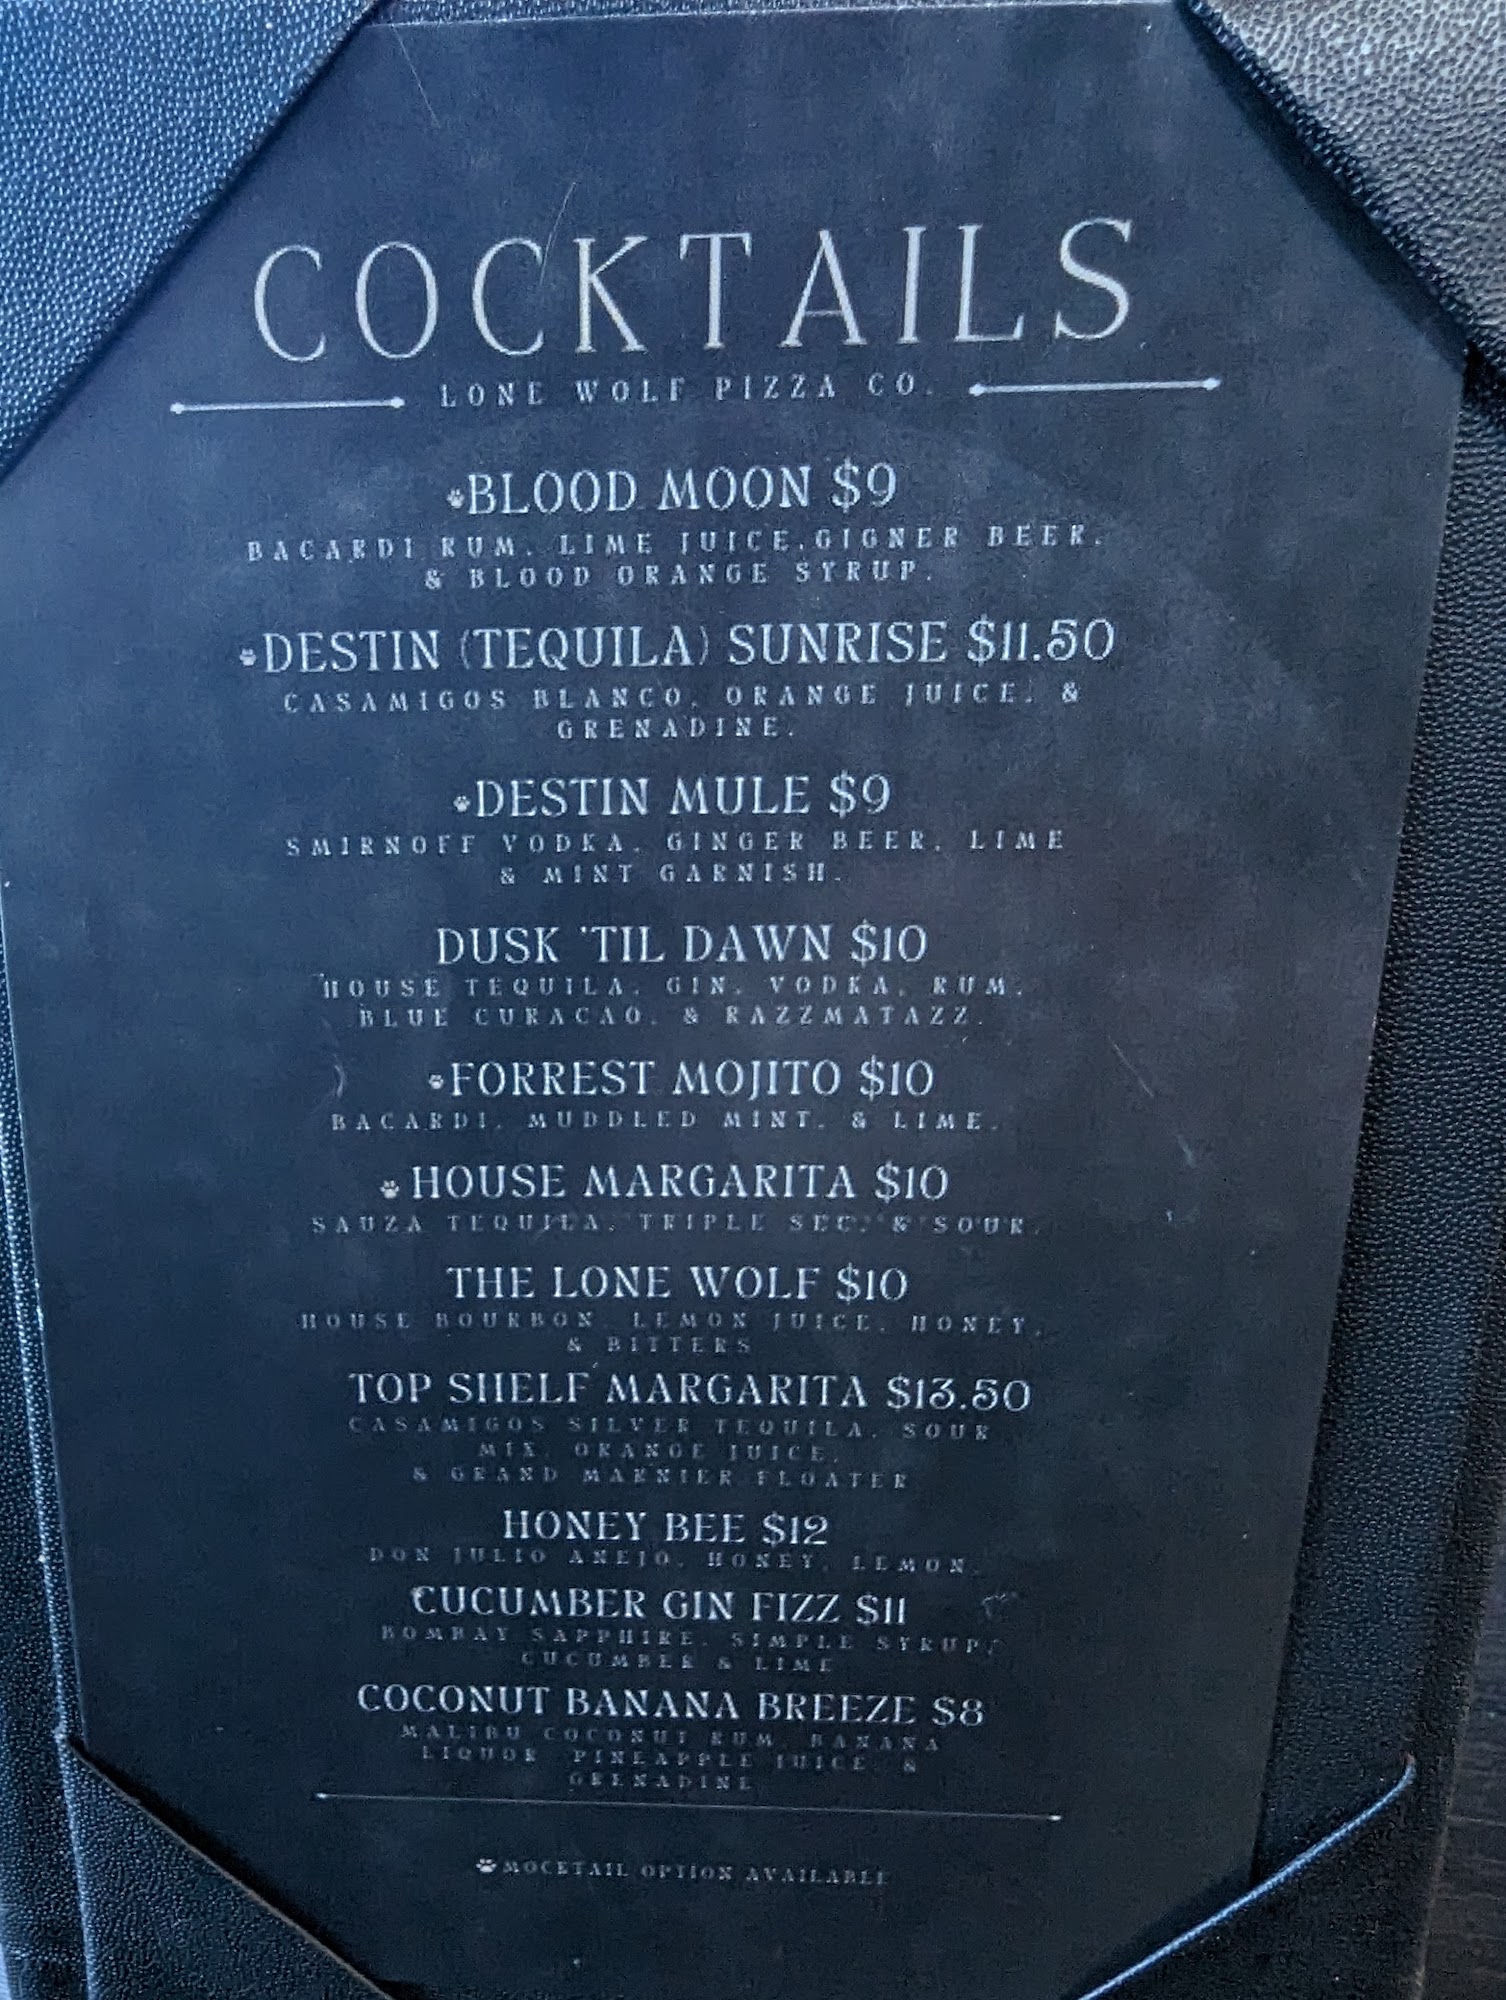 COCKTAILS
LONE WOLF PIZZA CO.
BLOOD MOON $9
BACARDI RUM, LIME JUICE,GIGNER BEER,
& BLOOD ORANGE SYRUP.
DESTIN (TEQUILA) SUNRISE $11.50
CASAMIGOS BLANCO, ORANGE JUICE, &
GRENADINE.
DESTIN MULE $9
SMIRNOFF VODKA, GINGER BEER, LIME
& MINT GARNISH.
DUSK 'TIL DAWN $10
HOUSE TEQUILA, GIN, VODKA, RUM,
BLUE CURACAO, & RAZZMATAZZ.
FORREST MOJITO $10
BACARDI, MUDDLED MINT, & LIME.
HOUSE MARGARITA $10
SAUZA TEQUILA, TRIPLE SEC, & SOUR.
THE LONE WOLF $10
HOUSE BOURBON, LEMON JUICE, HONEY,
& BITTERS
TOP SHELF MARGARITA $13.50
CASAMIGOS SILVER TEQUILA, SOUR
MIX, ORANGE JUICE,
& GRAND MARNIER FLOATER
HONEY BEE $12
DON JULIO ANEJO, HONEY, LEMON.
CUCUMBER GIN FIZZ $11
BOMBAY SAPPHIRE, SIMPLE SYRUP,
CUCUMBER & LIME
COCONUT BANANA BREEZE $8
MALIBU COCONUT RUM, BANANA
LIQUOR, PINEAPPLE JUICE, &
GRENADINE
MOCKTAIL OPTION AVAILABLE